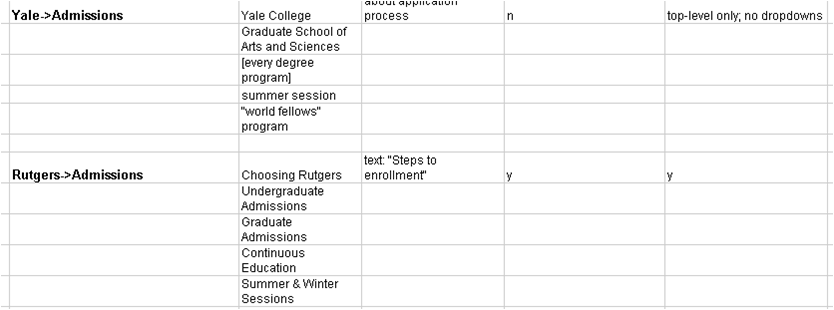 about application
Yale->Admissions Yale College process n top-level only; no dropdowns
Graduate School of
Arts and Sciences
[every degree
program]
summer session
"world fellows"
program
text: "Steps to
Rutgers->Admissions Choosing Rutgers enrollment" y y
Undergraduate
Admissions
Graduate
Admissions
Continuous
Education
Summer & Winter
Sessions